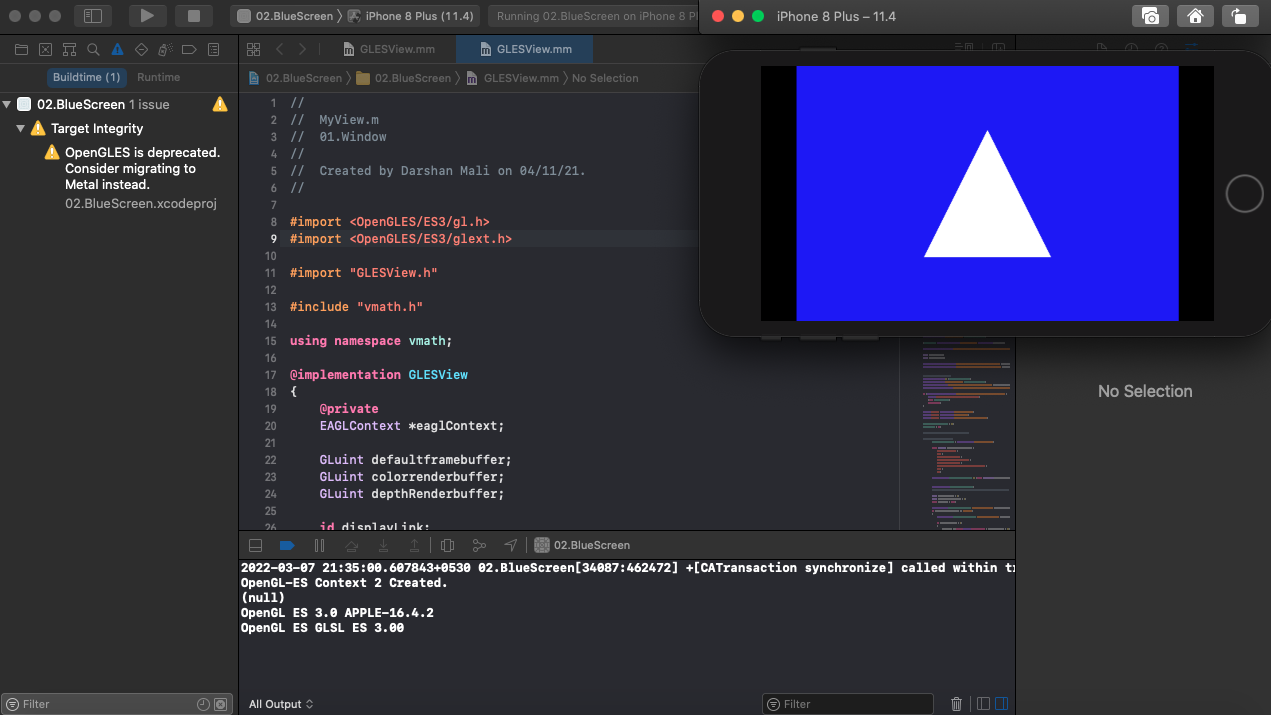 02.BlueScreen
iPhone 8 Plus (11.4)
Running 02.BlueScreen on iPhone 8
iPhone 8 Plus – 11.4
GLESView.mm
GLESView.mm
Buildtime (1)
Runtime
02.BlueScreen
02.BlueScreen
GLESView.mm
No Selection
02.BlueScreen 1 issue
Target Integrity
OpenGLES is deprecated.
Consider migrating to
Metal instead.
02.BlueScreen.xcodeproj
1 //
2 //  MyView.m
3 //  01.Window
4 //
5 //  Created by Darshan Mali on 04/11/21.
6 //
7
8 #import <OpenGLES/ES3/gl.h>
9 #import <OpenGLES/ES3/glext.h>
10
11 #import "GLESView.h"
12
13 #include "vmath.h"
14
15 using namespace vmath;
16
17 @implementation GLESView
18 {
19     @private
20     EAGLContext *eaglContext;
21
22     GLuint defaultframebuffer;
23     GLuint colorrenderbuffer;
24     GLuint depthRenderbuffer;
25
26     id displayLink;
No Selection
02.BlueScreen
2022-03-07 21:35:00.607843+0530 02.BlueScreen[34087:462472] +[CATransaction synchronize] called within
OpenGL-ES Context 2 Created.
(null)
OpenGL ES 3.0 APPLE-16.4.2
OpenGL ES GLSL ES 3.00
Filter
All Output
Filter